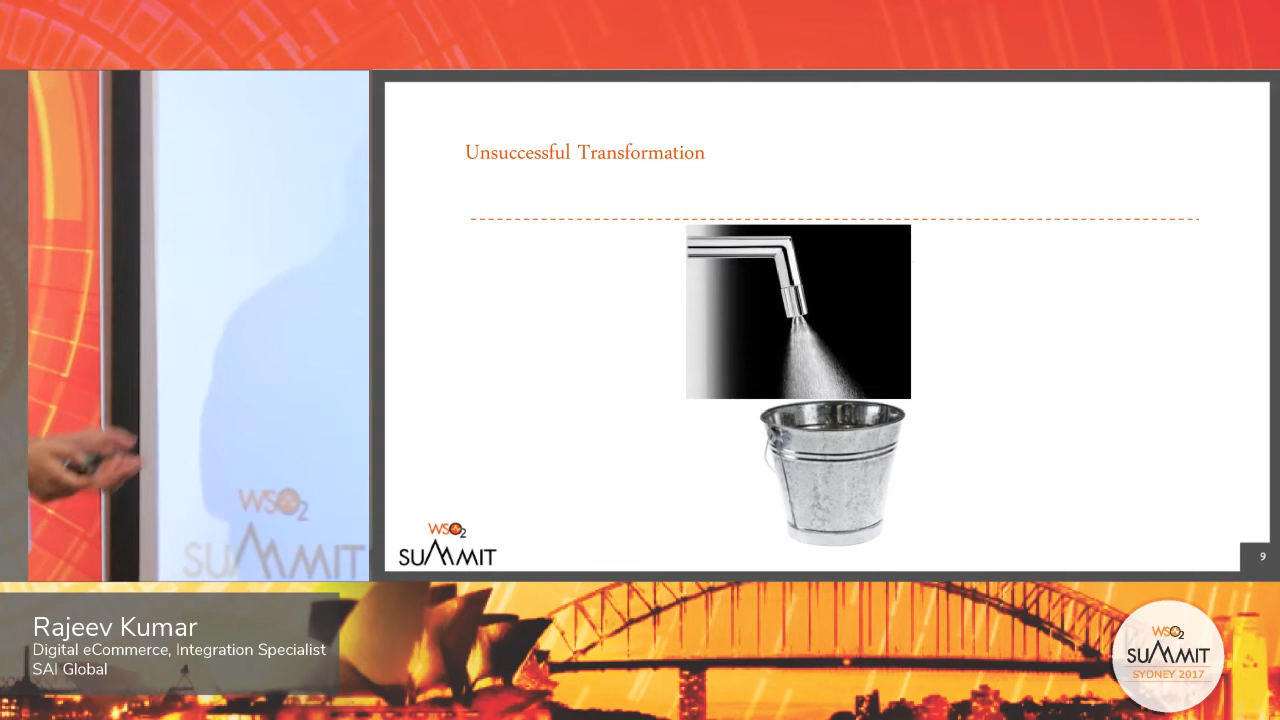 Unsuccessful Transformation
WSO2
SUMMIT
9
WSO2
SUMMIT
Rajeev Kumar
Digital eCommerce, Integration Specialist
SAI Global
WSO2
SUMMIT
SYDNEY 2017